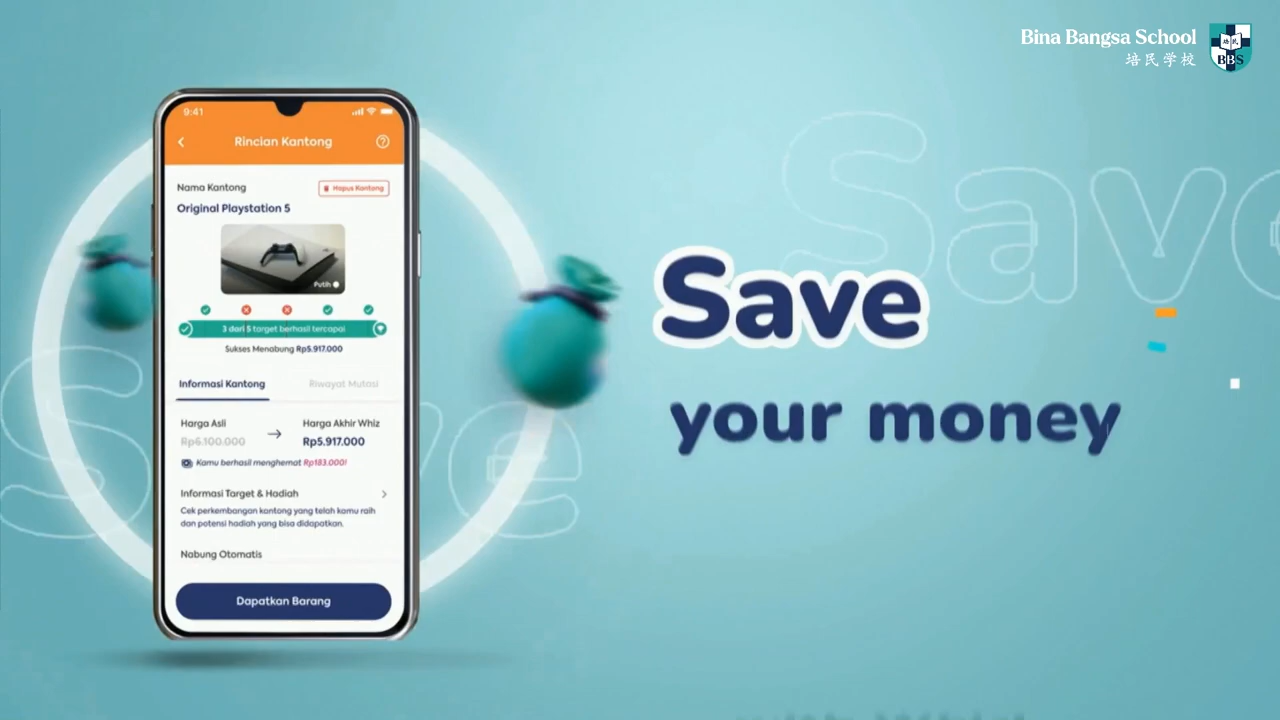 Bina Bangsa School
培民学校
BBS
9:41
Rincian Kantong
Nama Kantong
Hapus Kantong
Original Playstation 5
Putih
3 dari 5 target berhasil tercapai
Sukses Menabung Rp5.917.000
Informasi Kantong
Riwayat Mutasi
Harga Asli
Harga Akhir Whiz
Rp6.100.000
Rp5.917.000
Kamu berhasil menghemat Rp183.000!
Informasi Target & Hadiah
Cek perkembangan kantong yang telah kamu raih
dan potensi hadiah yang bisa didapatkan.
Nabung Otomatis
Dapatkan Barang
Save
your money
Save
Save